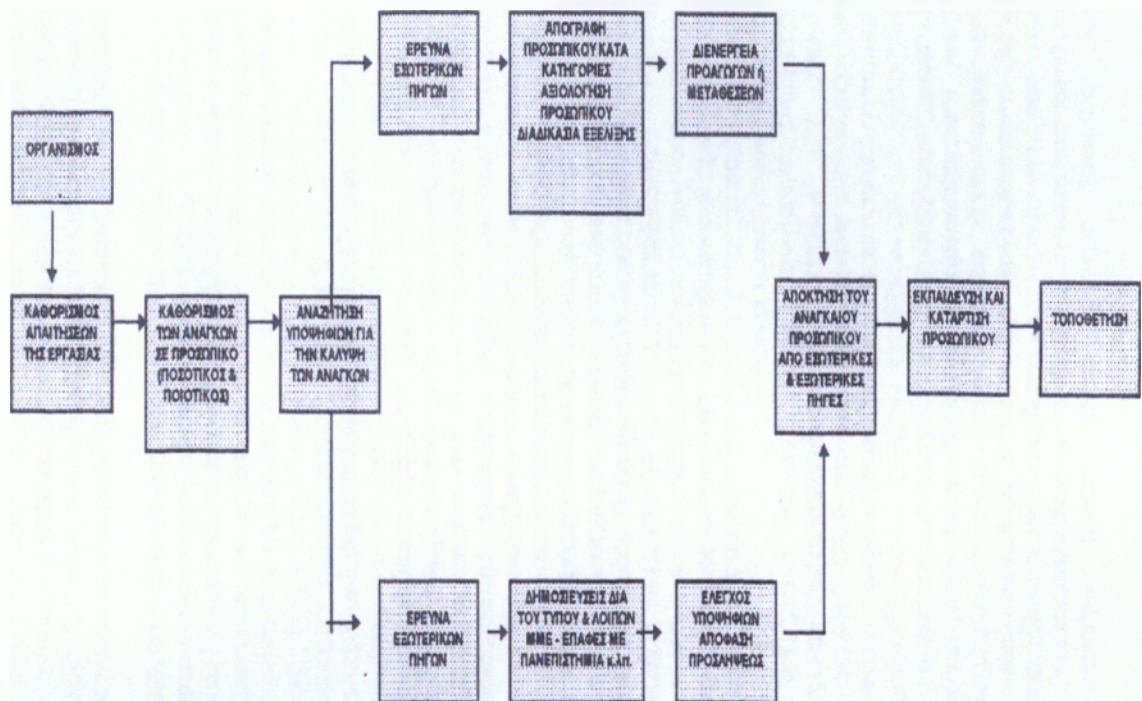 ΟΡΓΑΝΙΣΜΟΣ
ΚΑΘΟΡΙΣΜΟΣ
ΑΠΑΙΤΗΣΕΩΝ
ΤΗΣ ΕΡΓΑΣΙΑΣ
ΚΑΘΟΡΙΣΜΟΣ
ΤΩΝ ΑΝΑΓΚΩΝ
ΣΕ ΠΡΟΣΩΠΙΚΟ
(ΠΟΣΟΤΙΚΟΣ &
ΠΟΙΟΤΙΚΟΣ)
ΑΝΑΖΗΤΗΣΗ
ΥΠΟΨΗΦΙΩΝ ΓΙΑ
ΤΗΝ ΚΑΛΥΨΗ
ΤΩΝ ΑΝΑΓΚΩΝ
ΕΡΕΥΝΑ
ΕΣΩΤΕΡΙΚΩΝ
ΠΗΓΩΝ
ΑΠΟΓΡΑΦΗ
ΠΡΟΣΩΠΙΚΟΥ ΚΑΤΑ
ΚΑΤΗΓΟΡΙΕΣ
ΑΞΙΟΛΟΓΗΣΗ
ΠΡΟΣΩΠΙΚΟΥ
ΔΙΑΔΙΚΑΣΙΑ ΕΞΕΛΙΞΗΣ
ΔΙΕΝΕΡΓΕΙΑ
ΠΡΟΑΓΩΓΩΝ ή
ΜΕΤΑΘΕΣΕΩΝ
ΕΡΕΥΝΑ
ΕΞΩΤΕΡΙΚΩΝ
ΠΗΓΩΝ
ΔΗΜΟΣΙΕΥΣΕΙΣ ΔΙΑ
ΤΟΥ ΤΥΠΟΥ & ΛΟΙΠΩΝ
ΜΜΕ - ΕΠΑΦΕΣ ΜΕ
ΠΑΝΕΠΙΣΤΗΜΙΑ κ.λπ.
ΕΛΕΓΧΟΣ
ΥΠΟΨΗΦΙΩΝ
ΑΠΟΦΑΣΗ
ΠΡΟΣΛΗΨΕΩΣ
ΑΠΟΚΤΗΣΗ ΤΟΥ
ΑΝΑΓΚΑΙΟΥ
ΠΡΟΣΩΠΙΚΟΥ
ΑΠΟ ΕΣΩΤΕΡΙΚΕΣ
& ΕΞΩΤΕΡΙΚΕΣ
ΠΗΓΕΣ
ΕΚΠΑΙΔΕΥΣΗ ΚΑΙ
ΚΑΤΑΡΤΙΣΗ
ΠΡΟΣΩΠΙΚΟΥ
ΤΟΠΟΘΕΤΗΣΗ